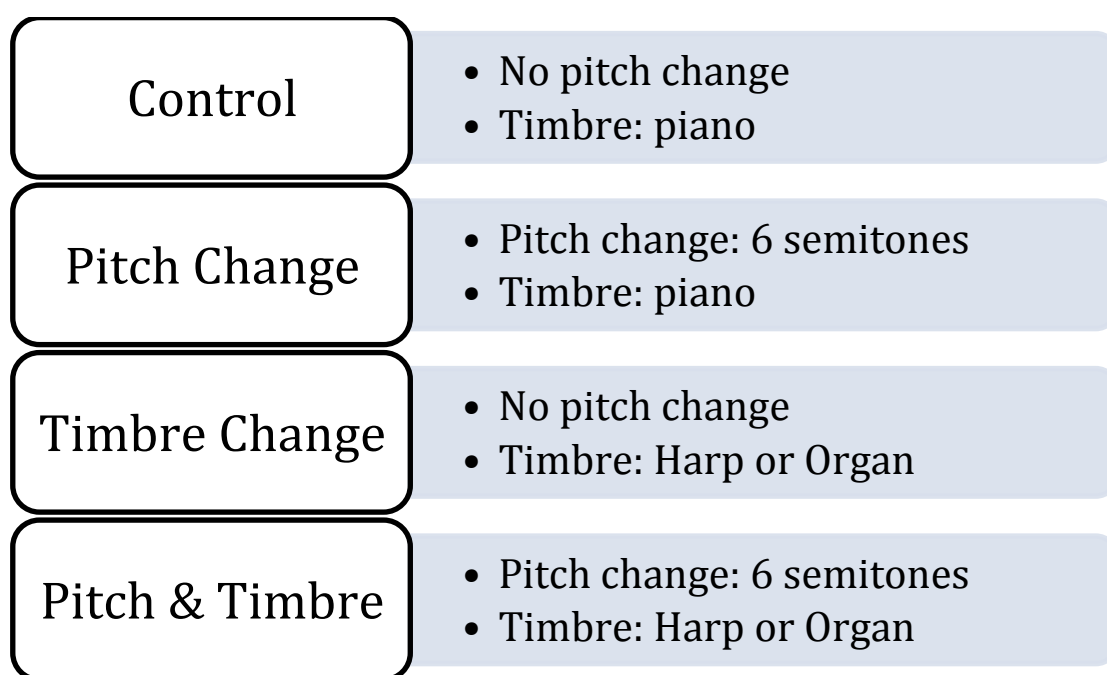 Control
• No pitch change
• Timbre: piano
Pitch Change
• Pitch change: 6 semitones
• Timbre: piano
Timbre Change
• No pitch change
• Timbre: Harp or Organ
Pitch & Timbre
• Pitch change: 6 semitones
• Timbre: Harp or Organ